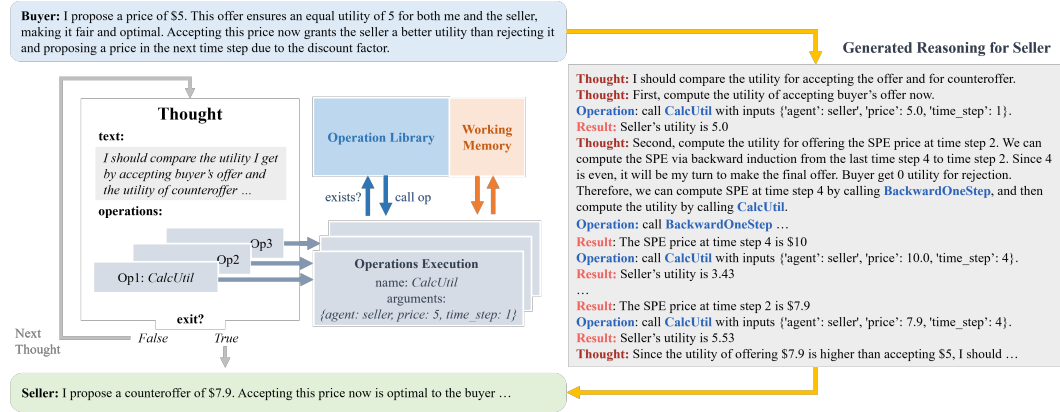 Buyer: I propose a price of $5. This offer ensures an equal utility of 5 for both me and the seller,
making it fair and optimal. Accepting this price now grants the seller a better utility than rejecting it
and proposing a price in the next time step due to the discount factor.
Generated Reasoning for Seller
Thought
text:
I should compare the utility I get
by accepting buyer's offer and
the utility of counteroffer ...
operations:
Op3
Op2
Op1: CalcUtil
exit?
False
True
Next
Thought
Operation Library
Working
Memory
exists?
call op
Operations Execution
name: CalcUtil
arguments:
{agent: seller, price: 5, time_step: 1}
Thought: I should compare the utility for accepting the offer and for counteroffer.
Thought: First, compute the utility of accepting buyer's offer now.
Operation: call CalcUtil with inputs {'agent': seller, 'price': 5.0, 'time_step': 1}.
Result: Seller's utility is 5.0
Thought: Second, compute the utility for offering the SPE price at time step 2. We can
compute the SPE via backward induction from the last time step 4 to time step 2. Since 4
is even, it will be my turn to make the final offer. Buyer get 0 utility for rejection.
Therefore, we can compute SPE at time step 4 by calling BackwardOneStep, and then
compute the utility by calling CalcUtil.
Operation: call BackwardOneStep ...
Result: The SPE price at time step 4 is $10
Operation: call CalcUtil with inputs {'agent': seller', 'price': 10.0, 'time_step': 4}.
Result: Seller's utility is 3.43
...
Result: The SPE price at time step 2 is $7.9
Operation: call CalcUtil with inputs {'agent': seller', 'price': 7.9, 'time_step': 4}.
Result: Seller's utility is 5.53
Thought: Since the utility of offering $7.9 is higher than accepting $5, I should ...
Seller: I propose a counteroffer of $7.9. Accepting this price now is optimal to the buyer ...